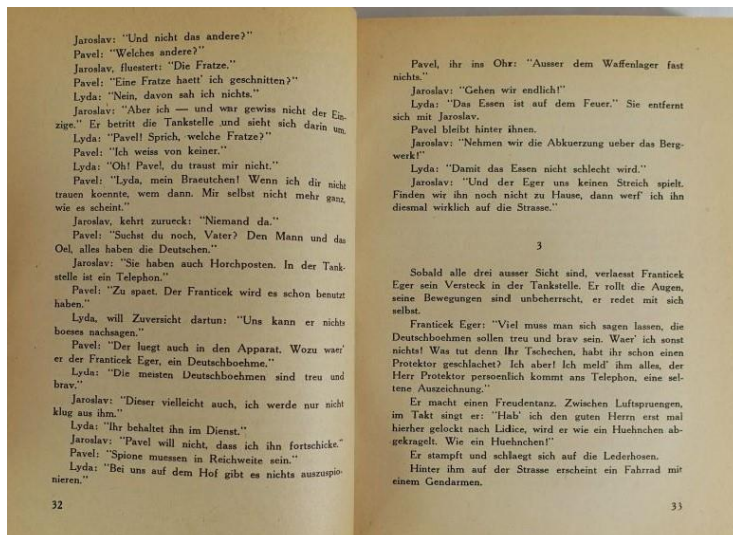 Jaroslav: "Und nicht das andere?"
Pavel: "Welches andere?"
Jaroslav, fluestert: "Die Fratze."
Pavel: "Eine Fratze haett' ich geschnitten?"
Lyda: "Nein, davon sah ich nichts."
Jaroslav: "Aber ich — und war gewiss nicht der Ein-
zige." Er betritt die Tankstelle und sieht sich darin um.
Lyda: "Pavel! Sprich, welche Fratze?"
Pavel: "Ich weiss von keiner."
Lyda: "Oh! Pavel, du traust mir nicht."
Pavel: "Lyda, mein Braeutchen! Wenn ich dir nicht
trauen koennte, wem dann. Mir selbst nicht mehr ganz,
wie es scheint."
Jaroslav, kehrt zurueck: "Niemand da."
Pavel: "Suchst du noch, Vater? Den Mann und das
Oel, alles haben die Deutschen."
Jaroslav: "Sie haben auch Horchposten. In der Tank-
stelle ist ein Telephon."
Pavel: "Zu spaet. Der Franticek wird es schon benutzt
haben."
Lyda, will Zuversicht dartun: "Uns kann er nichts
boeses nachsagen."
Pavel: "Der luegt auch in den Apparat. Wozu waer'
er der Franticek Eger, ein Deutschboehme."
Lyda: "Die meisten Deutschboehmen sind treu und
brav."
Jaroslav: "Dieser vielleicht auch, ich werde nur nicht
klug aus ihm."
Lyda: "Ihr behaltet ihn im Dienst."
Jaroslav: "Pavel will nicht, dass ich ihn fortschicke."
Pavel: "Spione muessen in Reichweite sein."
Lyda: "Bei uns auf dem Hof gibt es nichts auszuspio-
nieren."
32
Pavel, ihr ins Ohr: "Ausser dem Waffenlager fast
nichts."
Jaroslav: "Gehen wir endlich!"
Lyda: "Das Essen ist auf dem Feuer." Sie entfernt
sich mit Jaroslav.
Pavel bleibt hinter ihnen.
Jaroslav: "Nehmen wir die Abkuerzung ueber das Berg-
werk!"
Lyda: "Damit das Essen nicht schlecht wird."
Jaroslav: "Und der Eger uns keinen Streich spielt.
Finden wir ihn noch nicht zu Hause, dann werf' ich ihn
diesmal wirklich auf die Strasse."
3
Sobald alle drei ausser Sicht sind, verlaesst Franticek
Eger sein Versteck in der Tankstelle. Er rollt die Augen,
seine Bewegungen sind unbeherrscht, er redet mit sich
selbst.
Franticek Eger: "Viel muss man sich sagen lassen, die
Deutschboehmen sollen treu und brav sein. Waer' ich sonst
nichts! Was tut denn Ihr Tschechen, habt ihr schon einen
Protektor geschlachet? Ich aber! Ich meld' ihm alles, der
Herr Protektor persoenlich kommt ans Telephon, eine sel-
tene Auszeichnung."
Er macht einen Freudentanz. Zwischen Luftspruengen,
im Takt singt er: "Hab' ich den guten Herrn erst mal
hierher gelockt nach Lidice, wird er wie ein Huehnchen ab-
gekragelt. Wie ein Huehnchen!"
Er stampft und schlaegt sich auf die Lederhosen.
Hinter ihm auf der Strasse erscheint ein Fahrrad mit
einem Gendarmen.
33